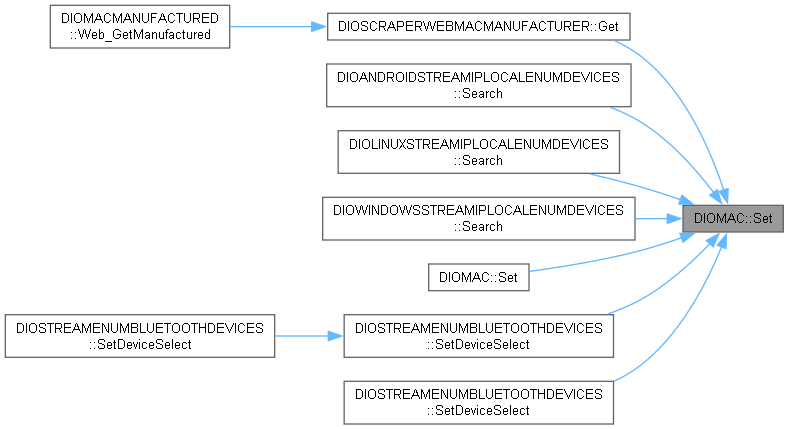 DIOMACMANUFACTURED
::Web_GetManufactured
DIOSCRAPERWEBMACMANUFACTURER::Get
DIOANDROIDSTREAMIPLOCALENUMDEVICES
::Search
DIOLINUXSTREAMIPLOCALENUMDEVICES
::Search
DIOWINDOWSSTREAMIPLOCALENUMDEVICES
::Search
DIOMAC::Set
DIOMAC::Set
DIOSTREAMENUMBLUETOOTHDEVICES
::SetDeviceSelect
DIOSTREAMENUMBLUETOOTHDEVICES
::SetDeviceSelect
DIOSTREAMENUMBLUETOOTHDEVICES
::SetDeviceSelect